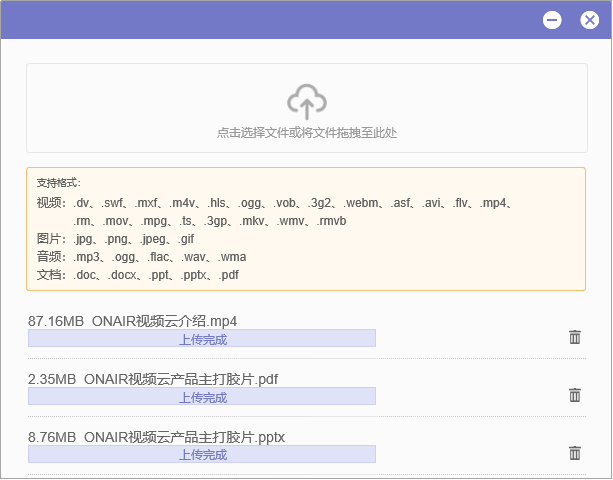 点击选择文件或将文件拖拽至此处
支持格式：
视频：.dv、.swf、.mxf、.m4v、.hls、.ogg、.vob、.3g2、.webm、.asf、.avi、.flv、.mp4、
.rm、.mov、.mpg、.ts、.3gp、.mkv、.wmv、.rmvb
图片：.jpg、.png、.jpeg、.gif
音频：.mp3、.ogg、.flac、.wav、.wma
文档：.doc、.docx、.ppt、.pptx、.pdf
87.16MB ONAIR视频云介绍.mp4
上传完成
2.35MB ONAIR视频云产品主打胶片.pdf
上传完成
8.76MB ONAIR视频云产品主打胶片.pptx
上传完成